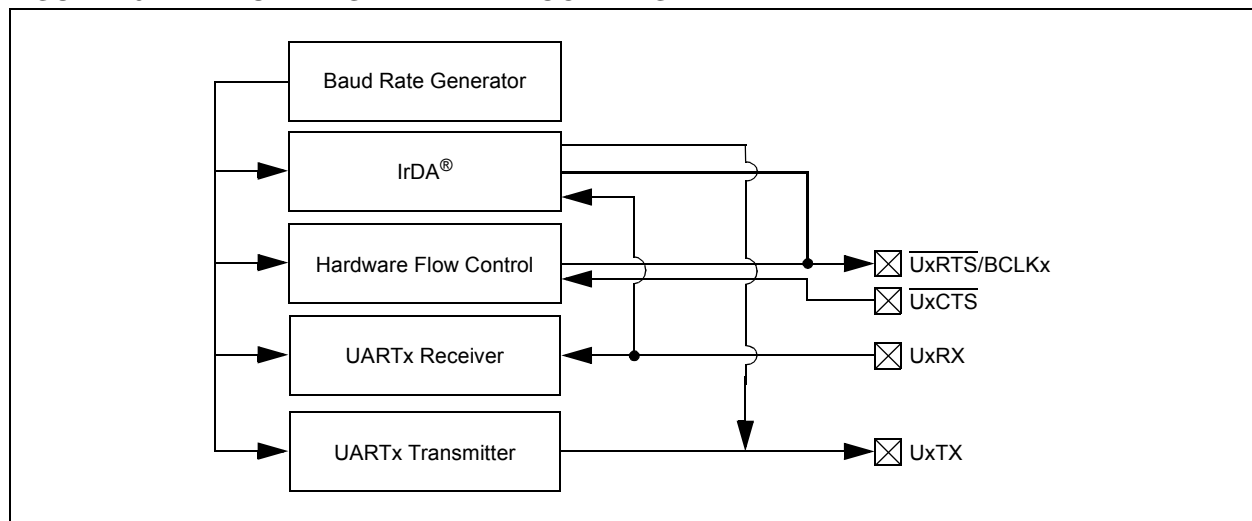 Baud Rate Generator
IrDA®
Hardware Flow Control
UxRTS/BCLKx
UxCTS
UARTx Receiver
UxRX
UARTx Transmitter
UxTX